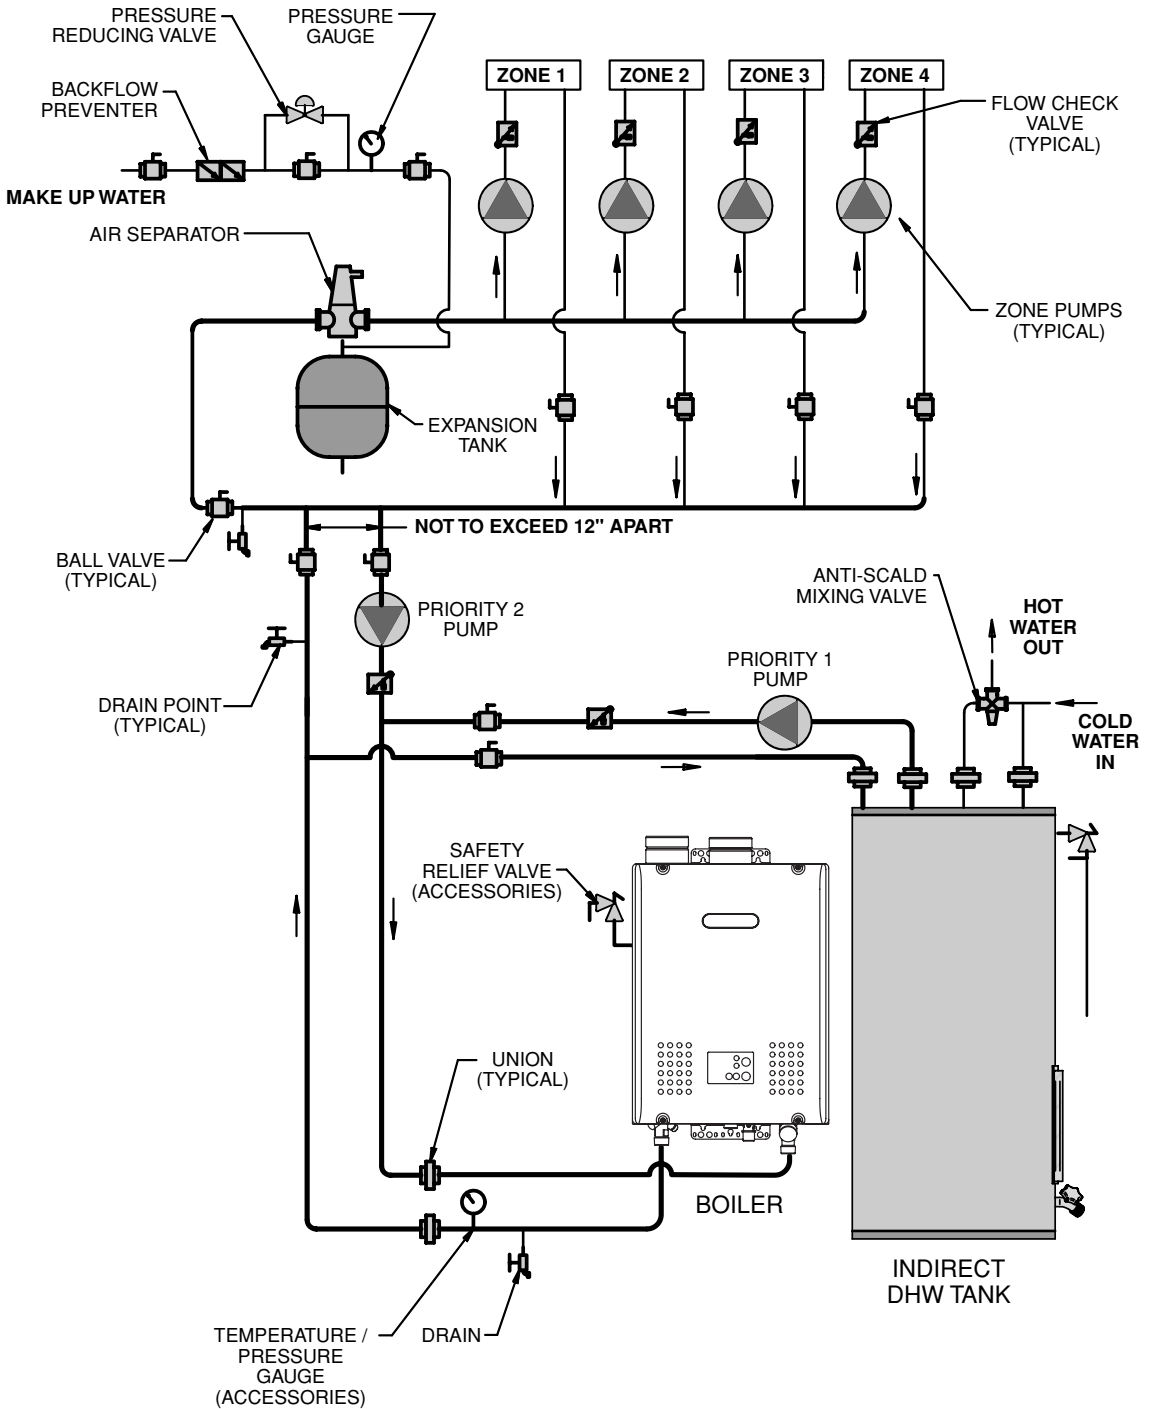 PRESSURE
REDUCING VALVE
PRESSURE
GAUGE
BACKFLOW
PREVENTER
MAKE UP WATER
AIR SEPARATOR
ZONE 1
ZONE 2
ZONE 3
ZONE 4
FLOW CHECK
VALVE
(TYPICAL)
ZONE PUMPS
(TYPICAL)
EXPANSION
TANK
NOT TO EXCEED 12" APART
BALL VALVE
(TYPICAL)
PRIORITY 2
PUMP
ANTI-SCALD
MIXING VALVE
HOT
WATER
OUT
DRAIN POINT
(TYPICAL)
PRIORITY 1
PUMP
COLD
WATER
IN
SAFETY
RELIEF VALVE
(ACCESSORIES)
UNION
(TYPICAL)
BOILER
INDIRECT
DHW TANK
TEMPERATURE /
PRESSURE
GAUGE
(ACCESSORIES)
DRAIN